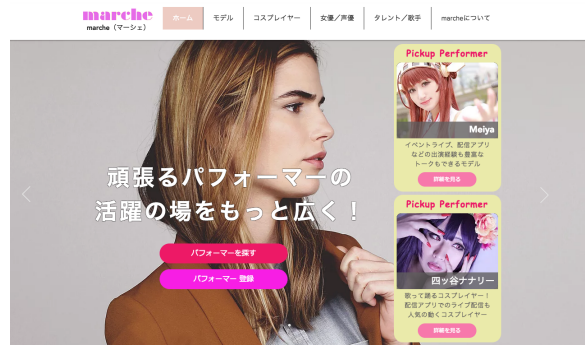 marche
marche（マーシェ）
ホーム
モデル
コスプレイヤー
女優／声優
タレント／歌手
marcheについて
頑張るパフォーマーの
活躍の場をもっと広く！
パフォーマーを探す
パフォーマー 登録
Pickup Performer
Meiya
イベントライブ、配信アプリ
などの出演経験も豊富な
トークもできるモデル
詳細を見る
Pickup Performer
四ッ谷ナナリー
歌って踊るコスプレイヤー！
配信アプリでのライブ配信も
人気の動くコスプレイヤー
詳細を見る